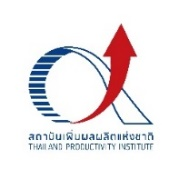 สถาบันเพิ่มผลผลิตแห่งชาติ
THAILAND PRODUCTIVITY INSTITUTE